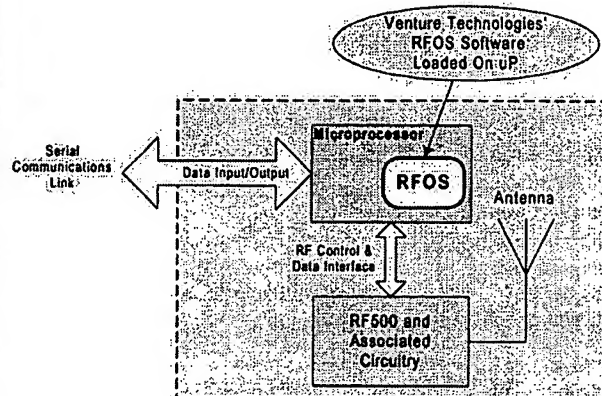 Venture Technologies
RFOS Software
Loaded On uP
Microprocessor
Serial
Communications
Link
Data Input/Output
RFOS
Antenna
RF Control &
Data Interface
RF500 and
Associated
Circuitry